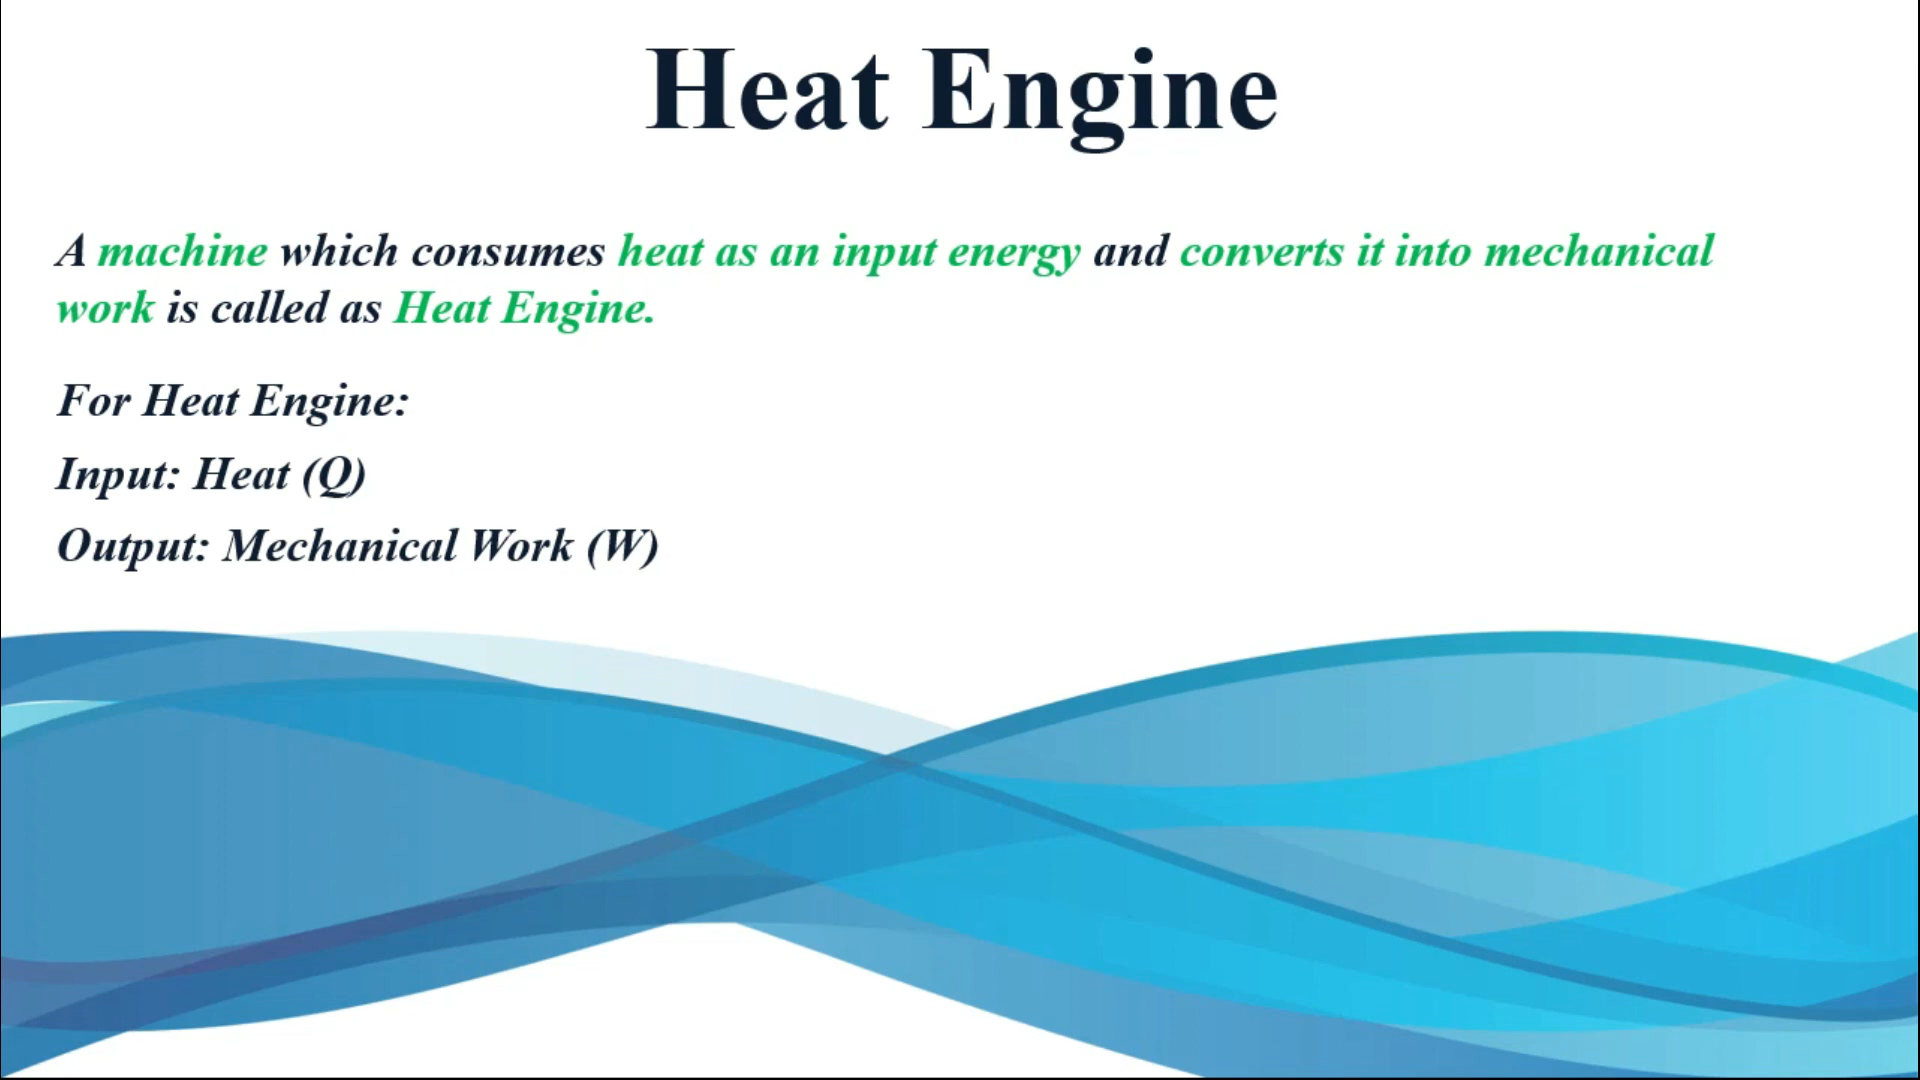 Heat Engine
A machine which consumes heat as an input energy and converts it into mechanical
work is called as Heat Engine.
For Heat Engine:
Input: Heat (Q)
Output: Mechanical Work (W)